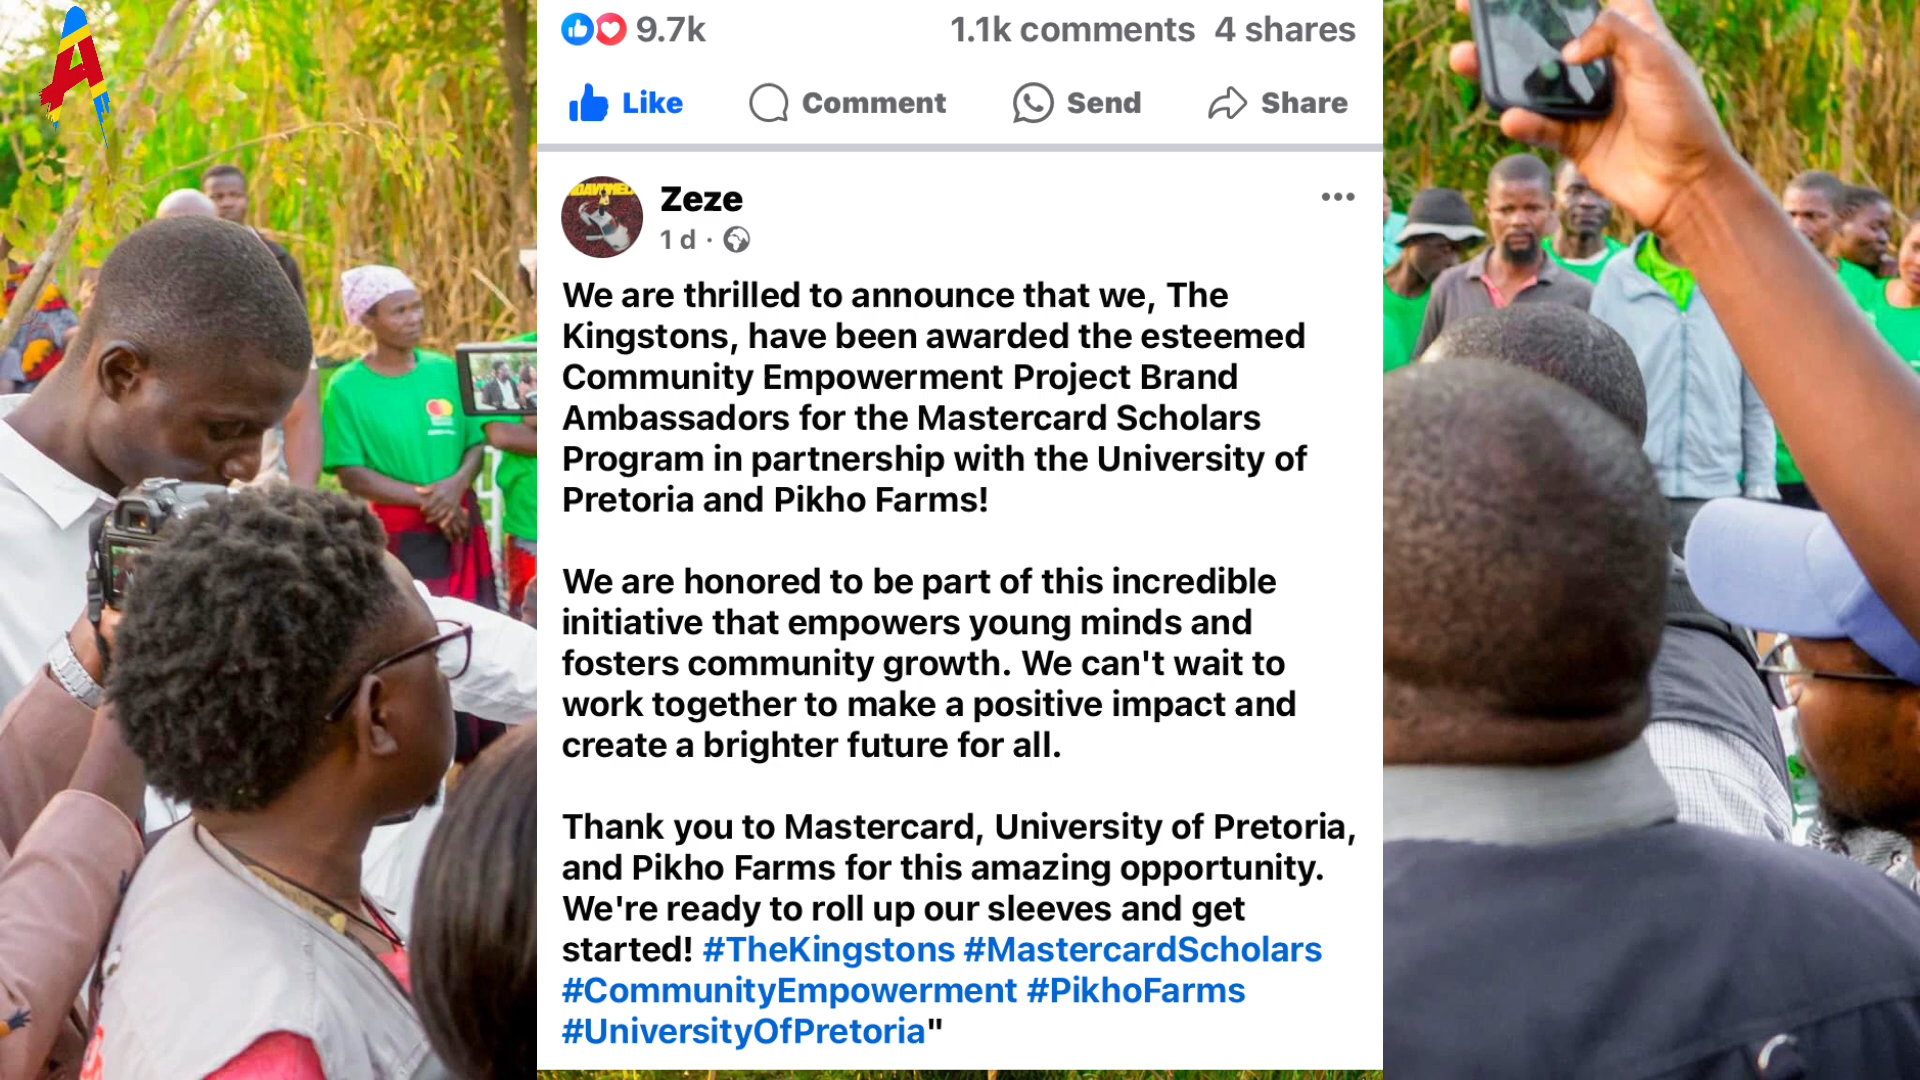 A
9.7k 1.1k comments 4 shares
Like Comment Send Share
Zeze
1 d ·
We are thrilled to announce that we, The
Kingstons, have been awarded the esteemed
Community Empowerment Project Brand
Ambassadors for the Mastercard Scholars
Program in partnership with the University of
Pretoria and Pikho Farms!
We are honored to be part of this incredible
initiative that empowers young minds and
fosters community growth. We can't wait to
work together to make a positive impact and
create a brighter future for all.
Thank you to Mastercard, University of Pretoria,
and Pikho Farms for this amazing opportunity.
We're ready to roll up our sleeves and get
started! #TheKingstons #MastercardScholars
#CommunityEmpowerment #PikhoFarms
#UniversityOfPretoria"